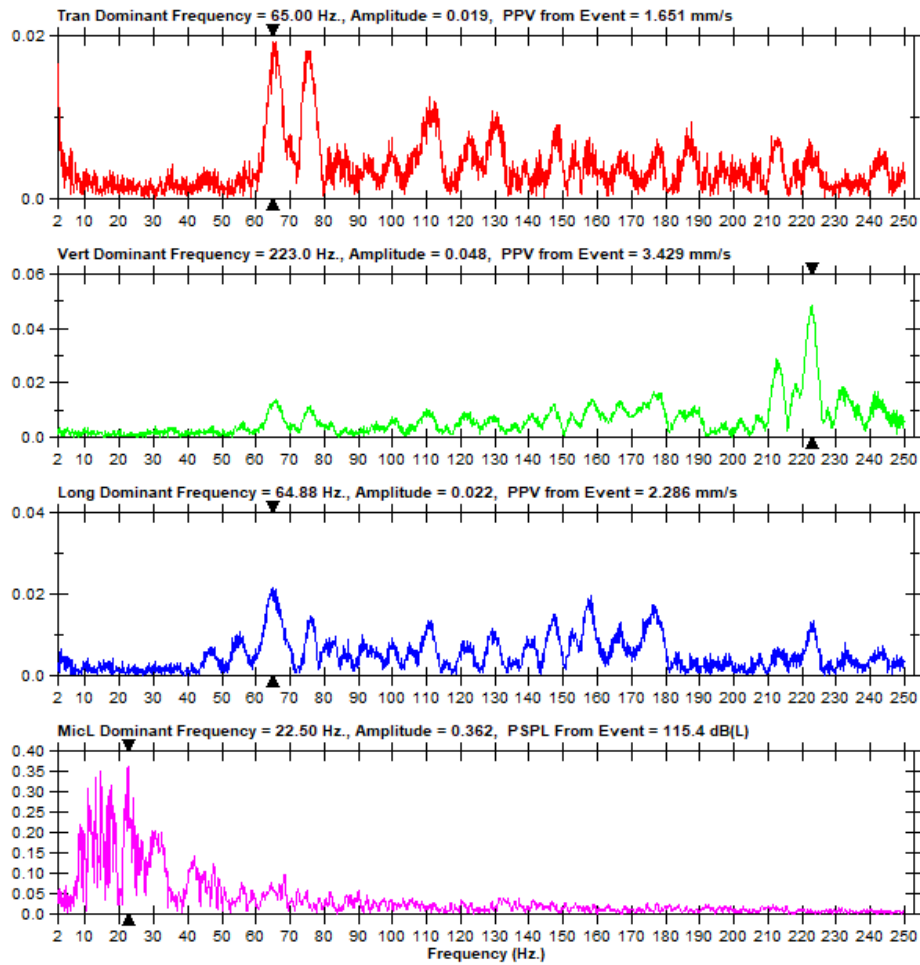 Tran Dominant Frequency = 65.00 Hz., Amplitude = 0.019, PPV from Event = 1.651 mm/s
0.02
0.0
2 10 20 30 40 50 60 70 80 90 100 110 120 130 140 150 160 170 180 190 200 210 220 230 240 250
Vert Dominant Frequency = 223.0 Hz., Amplitude = 0.048, PPV from Event = 3.429 mm/s
0.06
0.04
0.02
0.0
2 10 20 30 40 50 60 70 80 90 100 110 120 130 140 150 160 170 180 190 200 210 220 230 240 250
Long Dominant Frequency = 64.88 Hz., Amplitude = 0.022, PPV from Event = 2.286 mm/s
0.04
0.02
0.0
2 10 20 30 40 50 60 70 80 90 100 110 120 130 140 150 160 170 180 190 200 210 220 230 240 250
MicL Dominant Frequency = 22.50 Hz., Amplitude = 0.362, PSPL From Event = 115.4 dB(L)
0.40
0.35
0.30
0.25
0.20
0.15
0.10
0.05
0.0
2 10 20 30 40 50 60 70 80 90 100 110 120 130 140 150 160 170 180 190 200 210 220 230 240 250
Frequency (Hz.)